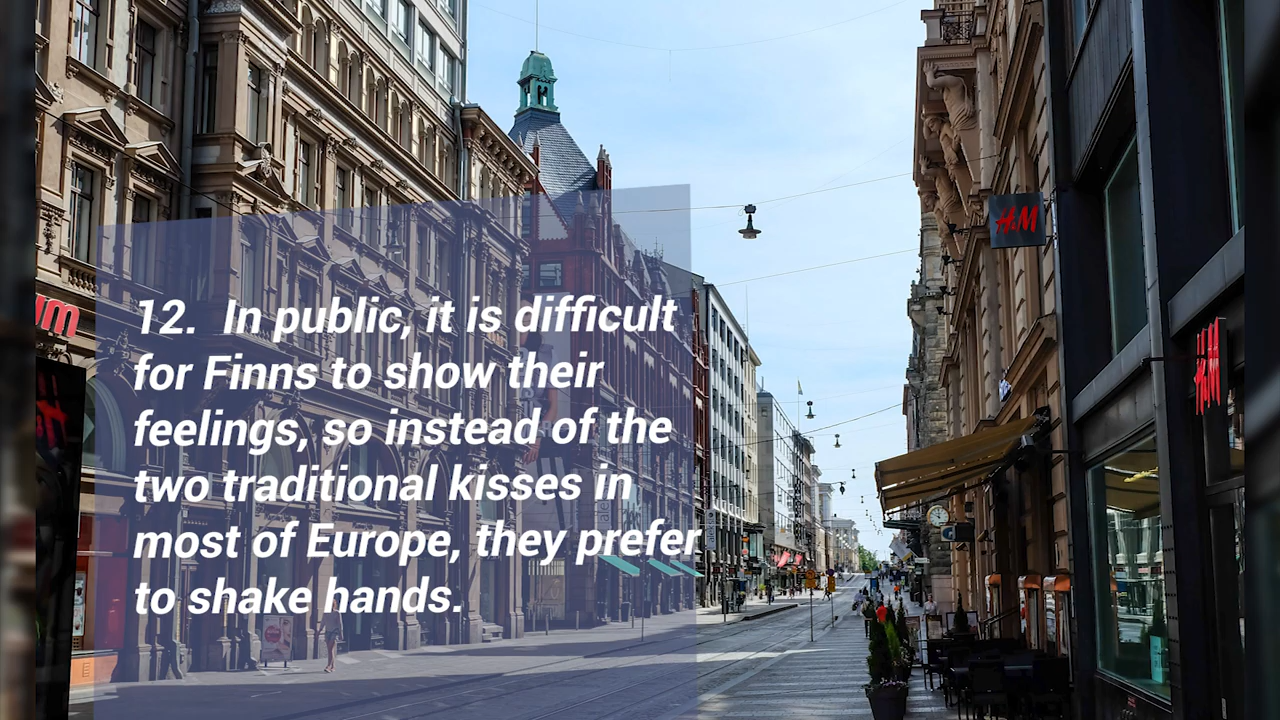 12.  In public, it is difficult
for Finns to show their
feelings, so instead of the
two traditional kisses in
most of Europe, they prefer
to shake hands.
H&M
H&M
um